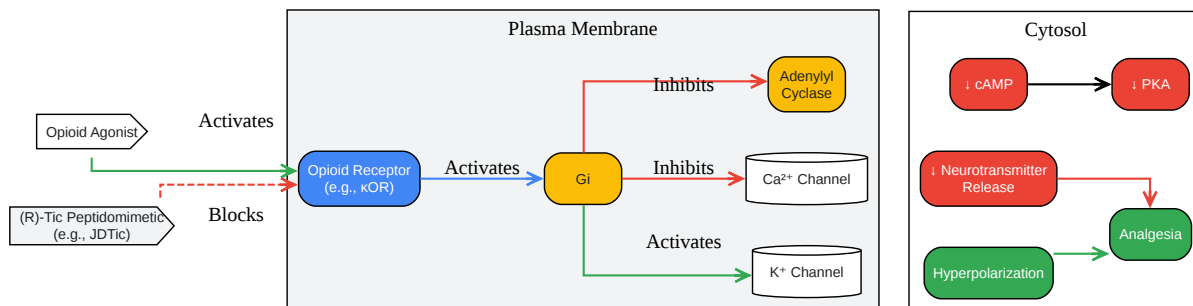 Plasma Membrane
Cytosol
Opioid Agonist
Activates
(R)-Tic Peptidomimetic
(e.g., JDTic)
Blocks
Opioid Receptor
(e.g., κOR)
Activates
Gi
Inhibits
Adenylyl
Cyclase
Inhibits
Ca²⁺ Channel
Activates
K⁺ Channel
↓ cAMP
↓ PKA
↓ Neurotransmitter
Release
Analgesia
Hyperpolarization